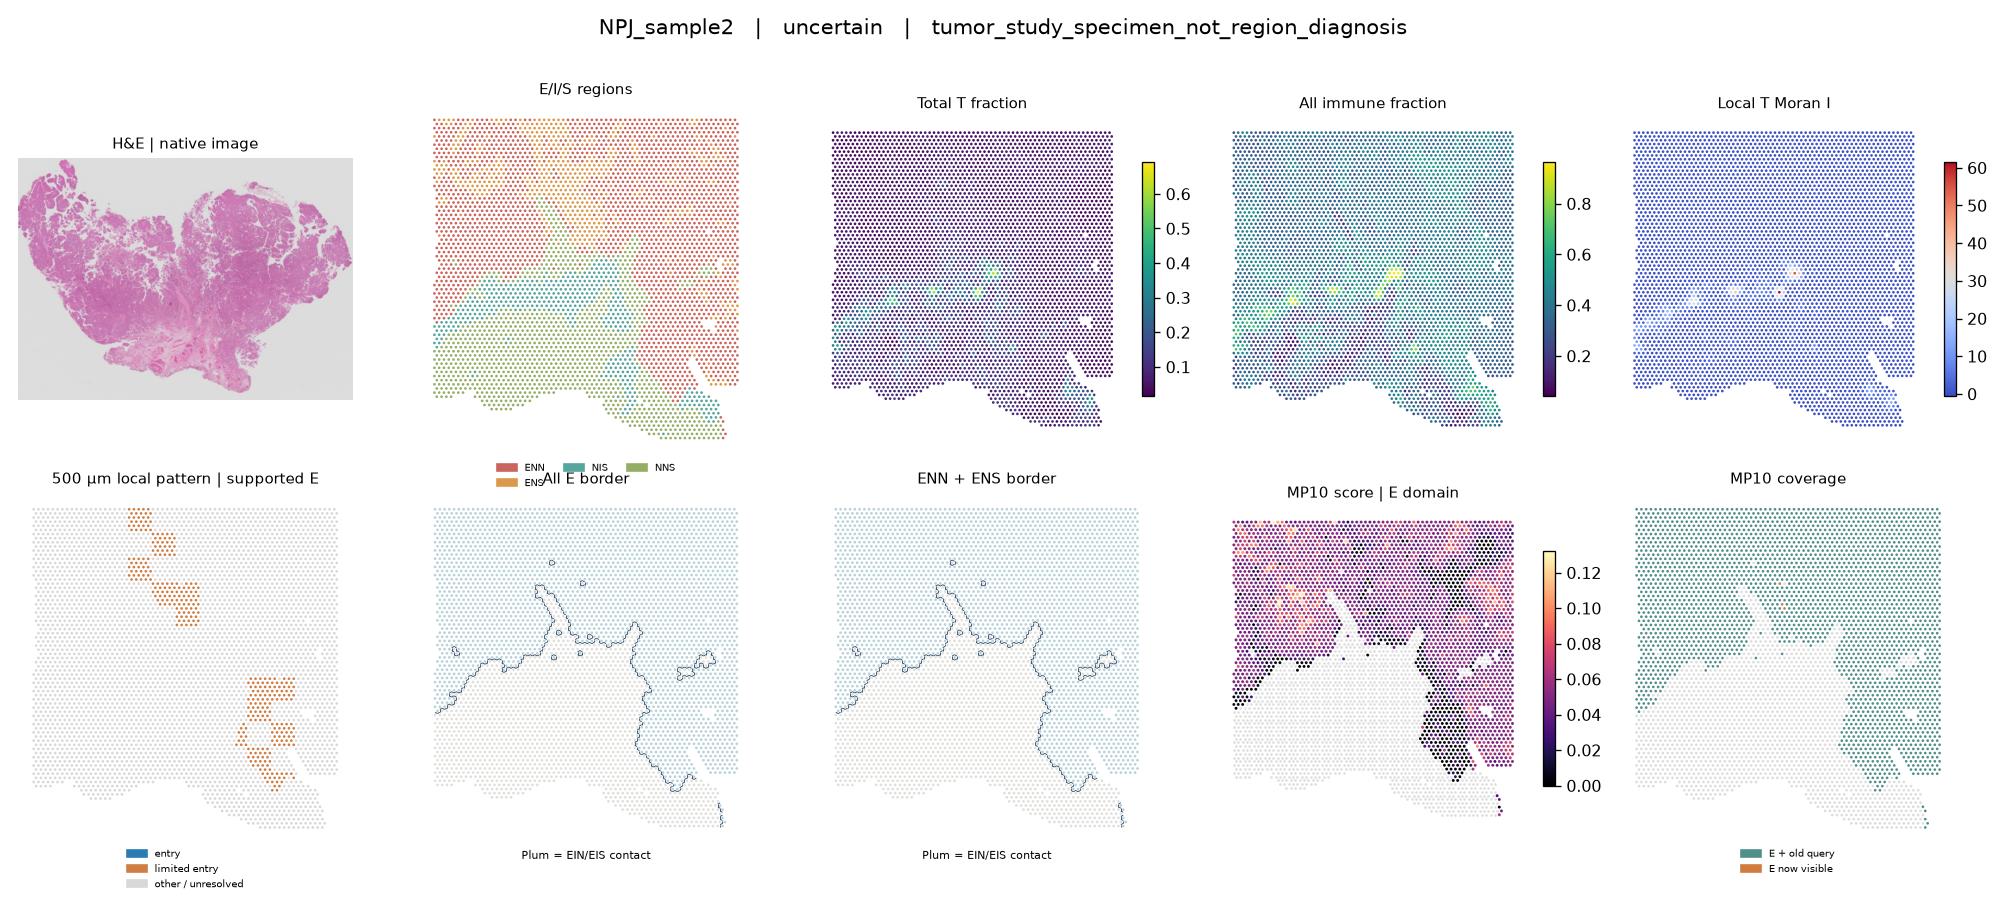 NPJ_sample2 | uncertain | tumor_study_specimen_not_region_diagnosis
H&E | native image
E/I/S regions
ENN
NIS
NNS
ENS
Total T fraction
0.6
0.5
0.4
0.3
0.2
0.1
All immune fraction
0.8
0.6
0.4
0.2
Local T Moran I
60
50
40
30
20
10
0
500 µm local pattern | supported E
entry
limited entry
other / unresolved
All E border
Plum = EIN/EIS contact
ENN + ENS border
Plum = EIN/EIS contact
MP10 score | E domain
0.12
0.10
0.08
0.06
0.04
0.02
0.00
MP10 coverage
E + old query
E now visible